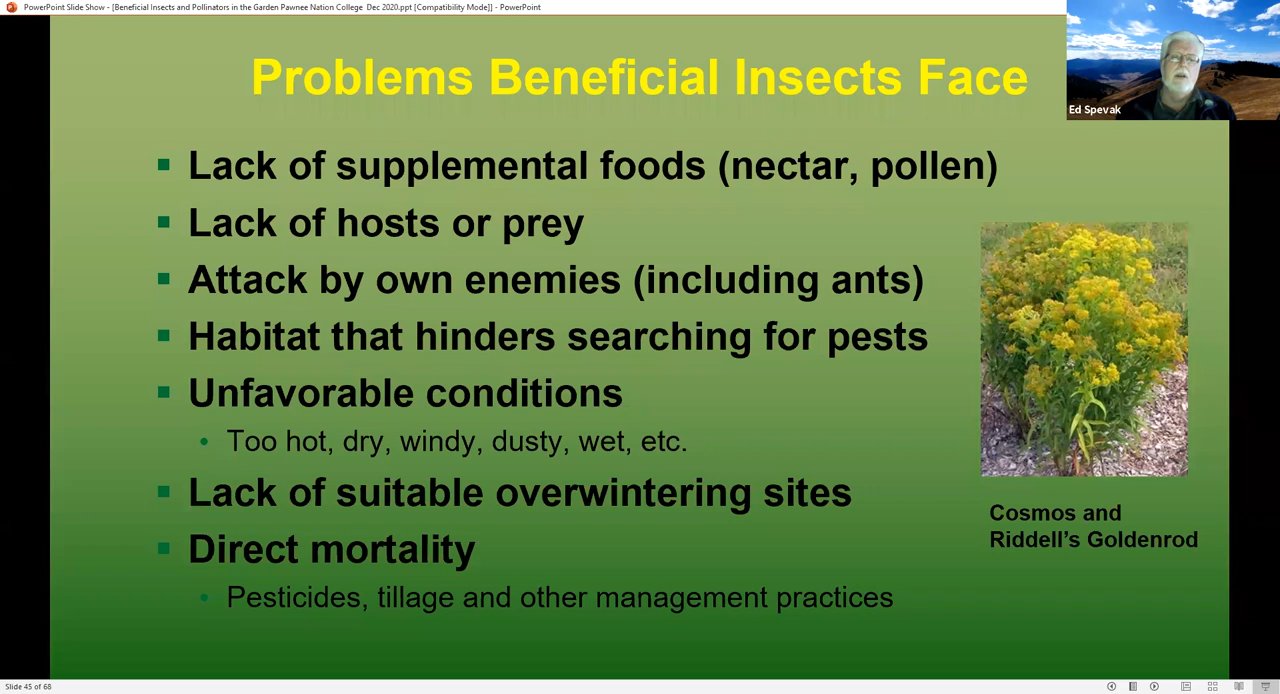 PowerPoint Slide Show - [Beneficial Insects and Pollinators in the Garden Pawnee Nation College Dec 2020.ppt [Compatibility Mode]] - PowerPoint
Problems Beneficial Insects Face
Ed Spevak
Lack of supplemental foods (nectar, pollen)
Lack of hosts or prey
Attack by own enemies (including ants)
Habitat that hinders searching for pests
Unfavorable conditions
Too hot, dry, windy, dusty, wet, etc.
Lack of suitable overwintering sites
Direct mortality
Pesticides, tillage and other management practices
Cosmos and
Riddell’s Goldenrod
Slide 45 of 68